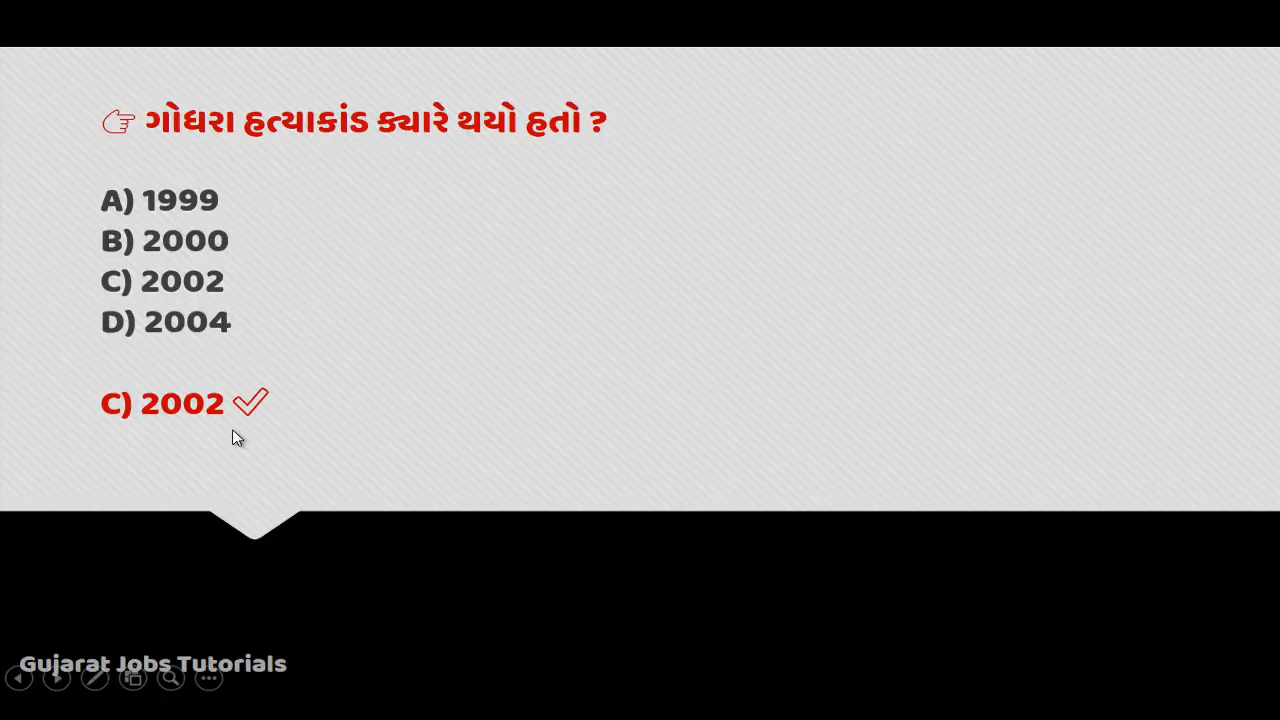 ☞ ગોધરા હત્યાકાંડ ક્યારે થયો હતો ?
A) 1999
B) 2000
C) 2002
D) 2004
C) 2002 ✓
Gujarat Jobs Tutorials